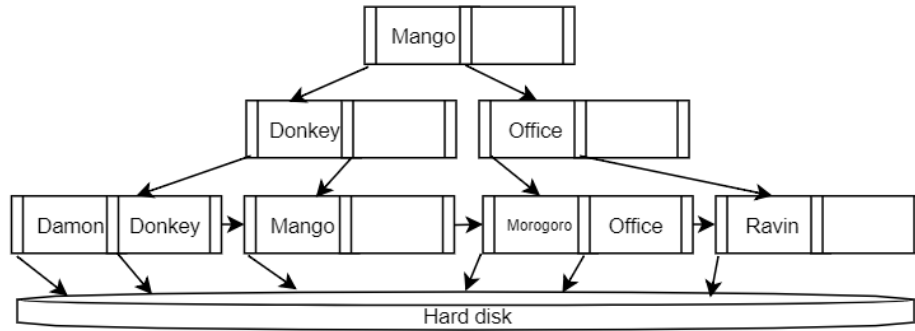 Mango
Donkey
Office
Damon Donkey Mango Morogoro Office Ravin
Hard disk